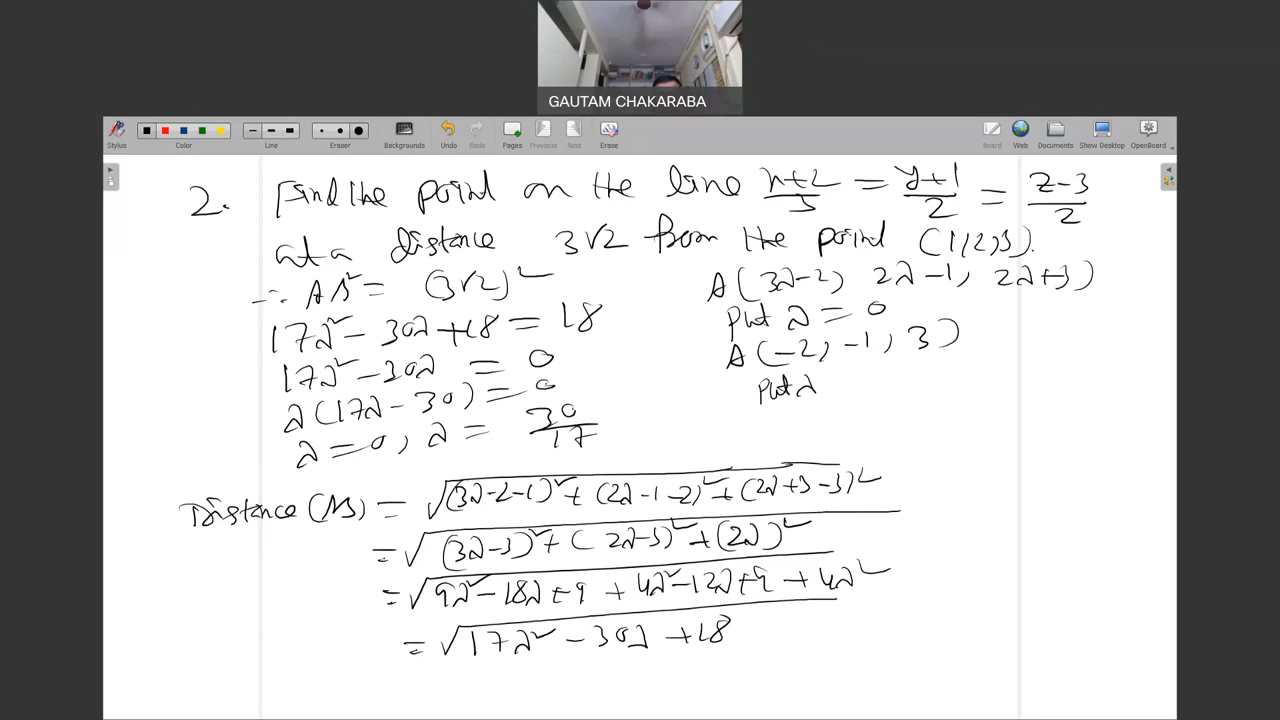 GAUTAM CHAKARABA
Stylus Color Line Eraser Backgrounds Undo Redo Pages Previous Next Erase Board Web Documents Show Desktop OpenBoard
2. Find the point on the line x+2/3 = y+1/2 = z-3/2
at a distance 3√2 from the point (1,2,3).
∴ AB² = (3√2)²
17λ² - 30λ + 18 = 18
17λ² - 30λ = 0
λ(17λ - 30) = 0
λ = 0, λ = 30/17
A(3λ-2, 2λ-1, 2λ+3)
put λ = 0
A(-2, -1, 3)
put λ
Distance (AB) = √(3λ-2-1)² + (2λ-1-2)² + (2λ+3-3)²
= √(3λ-3)² + (2λ-3)² + (2λ)²
= √9λ² - 18λ + 9 + 4λ² - 12λ + 9 + 4λ²
= √17λ² - 30λ + 18